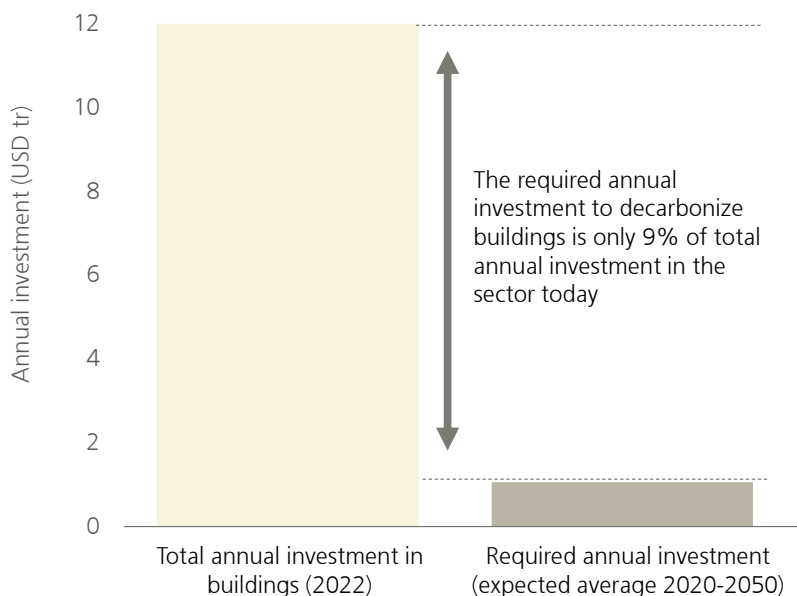 Annual investment (USD tr)
12
10
8
6
4
2
0
The required annual
investment to decarbonize
buildings is only 9% of total
annual investment in the
sector today
Total annual investment in
buildings (2022)
Required annual investment
(expected average 2020-2050)